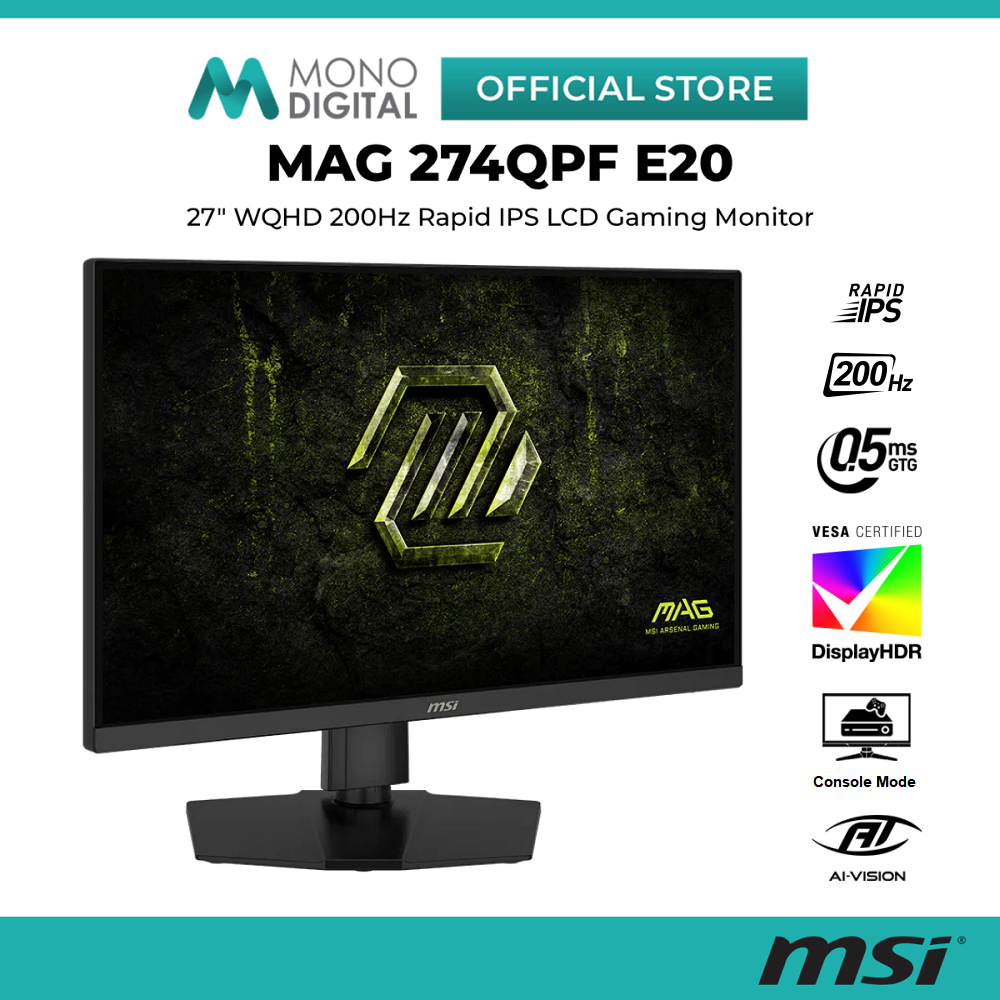 MONO
DIGITAL
OFFICIAL STORE
MAG 274QPF E20
27" WQHD 200Hz Rapid IPS LCD Gaming Monitor
RAPID
IPS
200Hz
0.5ms
GTG
VESA CERTIFIED
DisplayHDR
MAG
MSI ARSENAL GAMING
msi
Console Mode
AI
AI-VISION
msi®